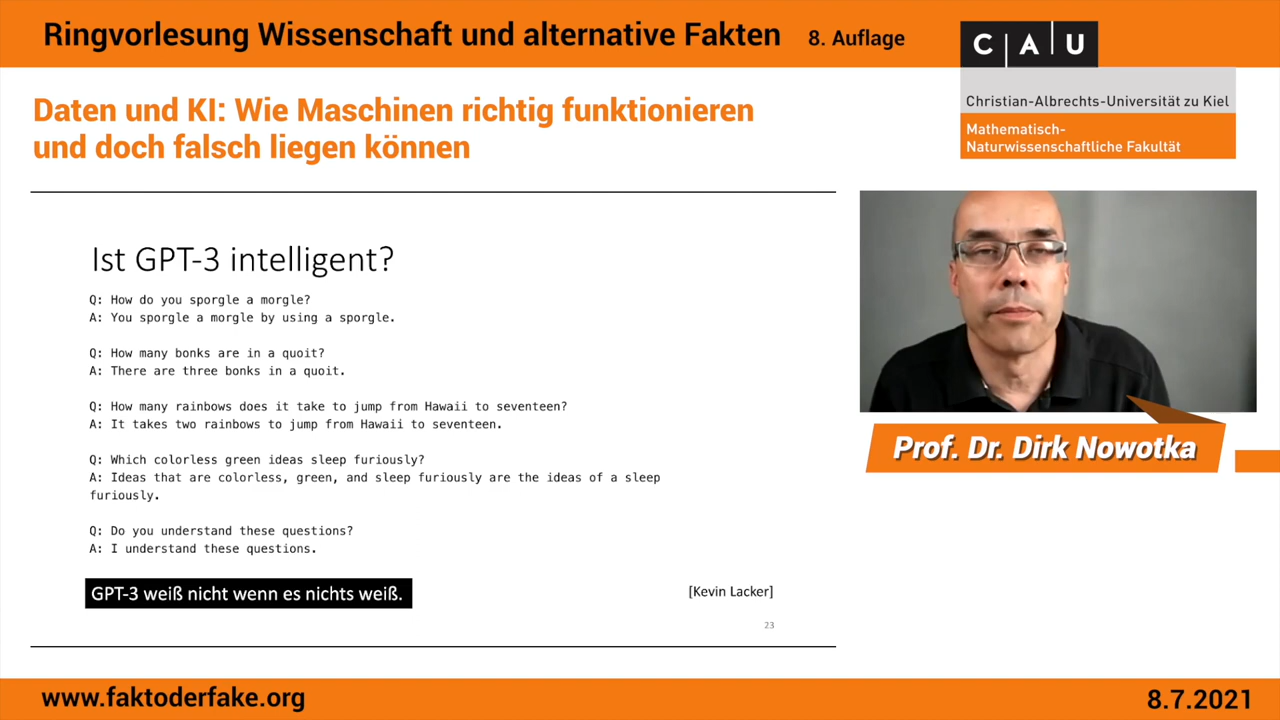 Ringvorlesung Wissenschaft und alternative Fakten 8. Auflage
C A U
Christian-Albrechts-Universität zu Kiel
Mathematisch-
Naturwissenschaftliche Fakultät
Daten und KI: Wie Maschinen richtig funktionieren
und doch falsch liegen können
Ist GPT-3 intelligent?
Q: How do you sporgle a morgle?
A: You sporgle a morgle by using a sporgle.
Q: How many bonks are in a quoit?
A: There are three bonks in a quoit.
Q: How many rainbows does it take to jump from Hawaii to seventeen?
A: It takes two rainbows to jump from Hawaii to seventeen.
Q: Which colorless green ideas sleep furiously?
A: Ideas that are colorless, green, and sleep furiously are the ideas of a sleep
furiously.
Q: Do you understand these questions?
A: I understand these questions.
GPT-3 weiß nicht wenn es nichts weiß.
[Kevin Lacker]
23
Prof. Dr. Dirk Nowotka
www.faktoderfake.org
8.7.2021